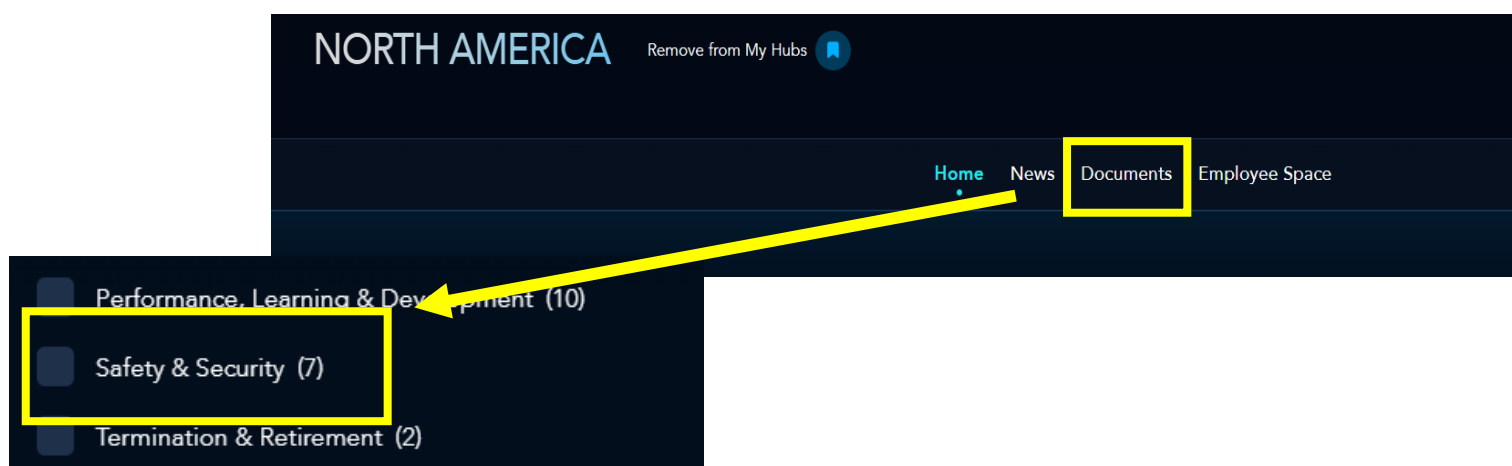 NORTH AMERICA Remove from My Hubs
Home News Documents Employee Space
Performance, Learning & Development (10)
Safety & Security (7)
Termination & Retirement (2)